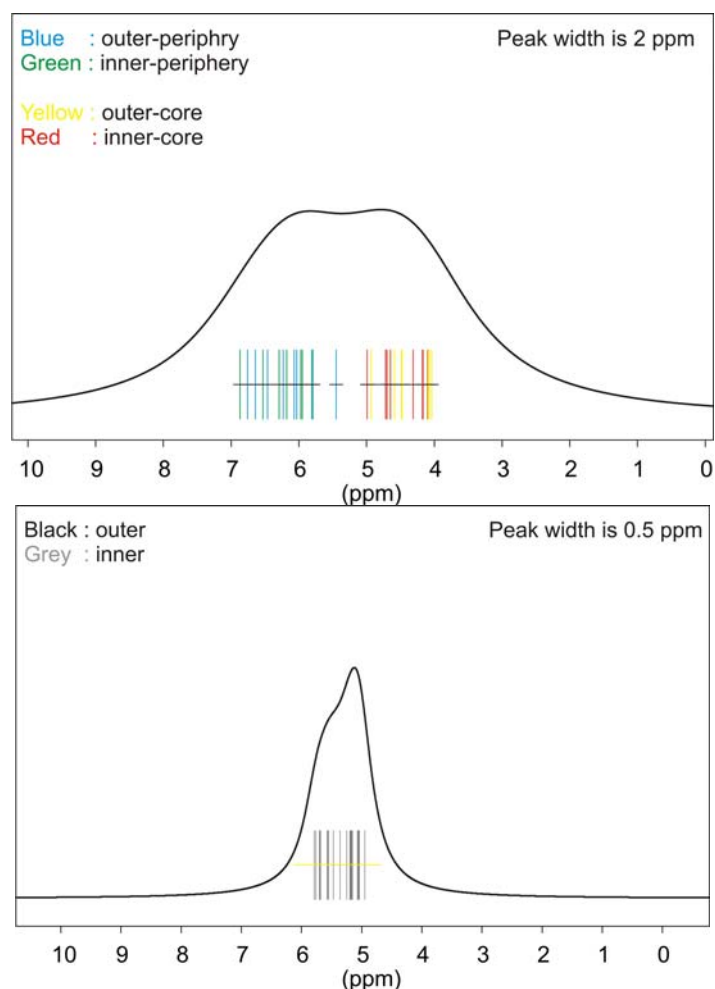 Blue : outer-periphry
Peak width is 2 ppm
Green : inner-periphery
Yellow : outer-core
Red : inner-core
10 9 8 7 6 5 4 3 2 1 0
(ppm)
Black : outer
Peak width is 0.5 ppm
Grey : inner
10 9 8 7 6 5 4 3 2 1 0
(ppm)